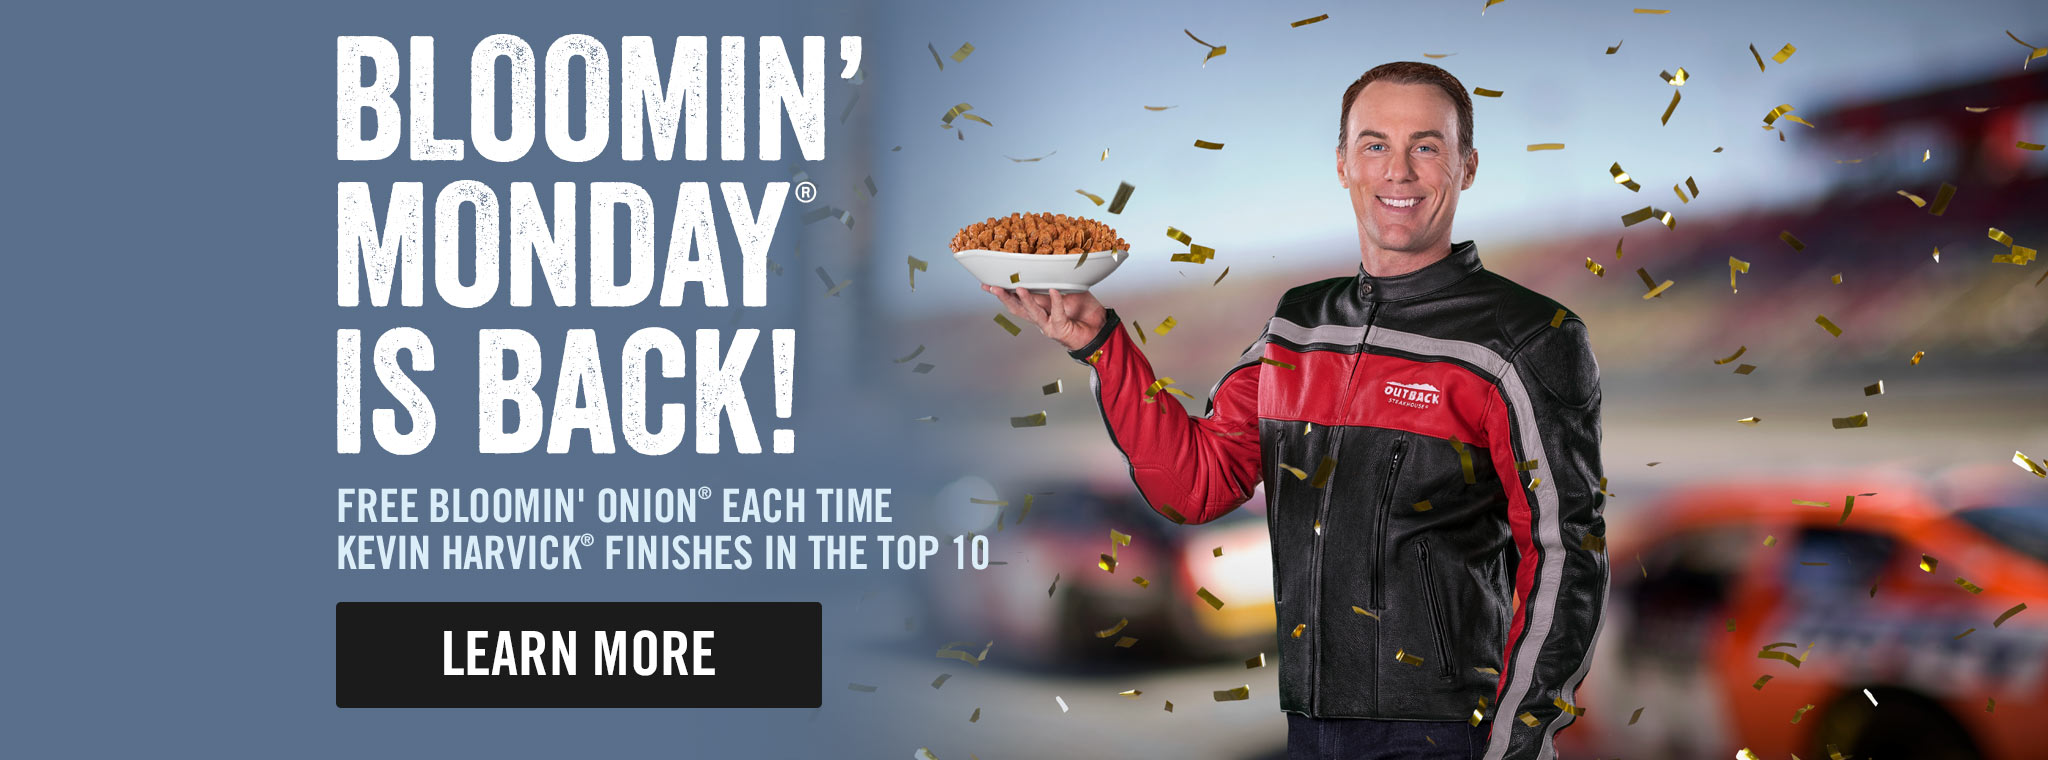 BLOOMIN'
MONDAY®
IS BACK!
FREE BLOOMIN' ONION® EACH TIME
KEVIN HARVICK® FINISHES IN THE TOP 10
LEARN MORE
OUTBACK
STEAKHOUSE®